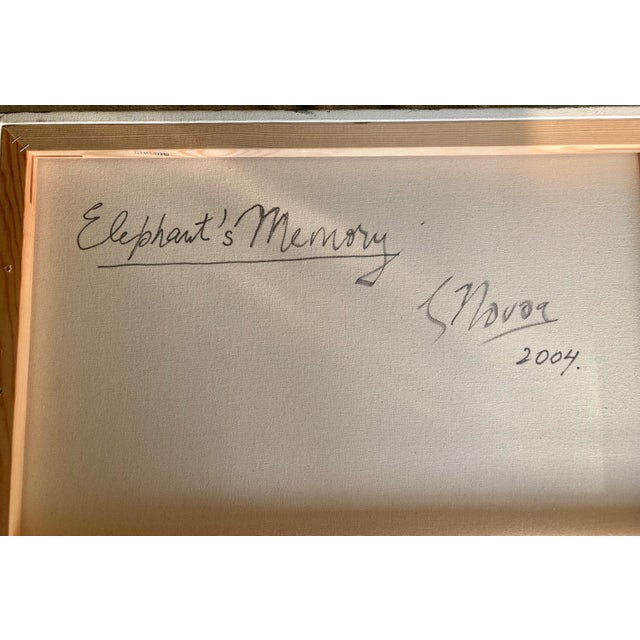 Elephant's Memory
G Novoa
2004.